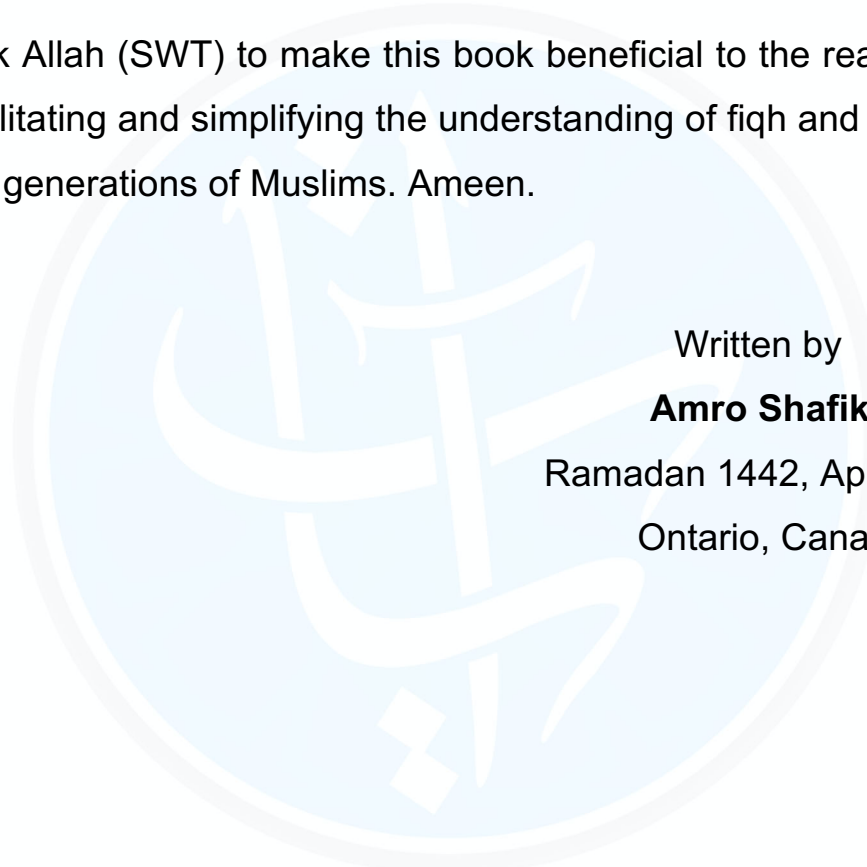 k Allah (SWT) to make this book beneficial to the rea
litating and simplifying the understanding of fiqh and
generations of Muslims. Ameen.
Written by
Amro Shafik
Ramadan 1442, Ap
Ontario, Cana